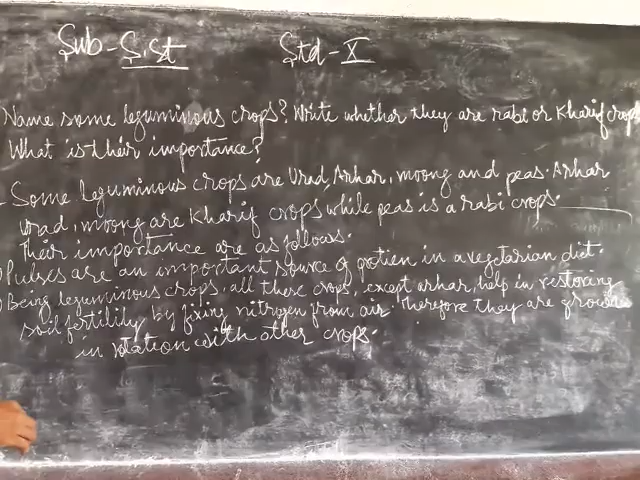 Sub - S.St Std - X
Name some leguminous crops? Write whether they are rabi or Kharif crops
What is their importance?
Some leguminous crops are Urad, Arhar, moong and peas. Arhar
urad, moong are Kharif crops while peas is a rabi crops.
Their importance are as follows.
Pulses are an important source of protien in a vegetarian diet.
Being leguminous crops, all these crops, except arhar, help in restoring
soil fertility by fixing nitrogen from air. Therefore they are grown
in rotation with other crops.